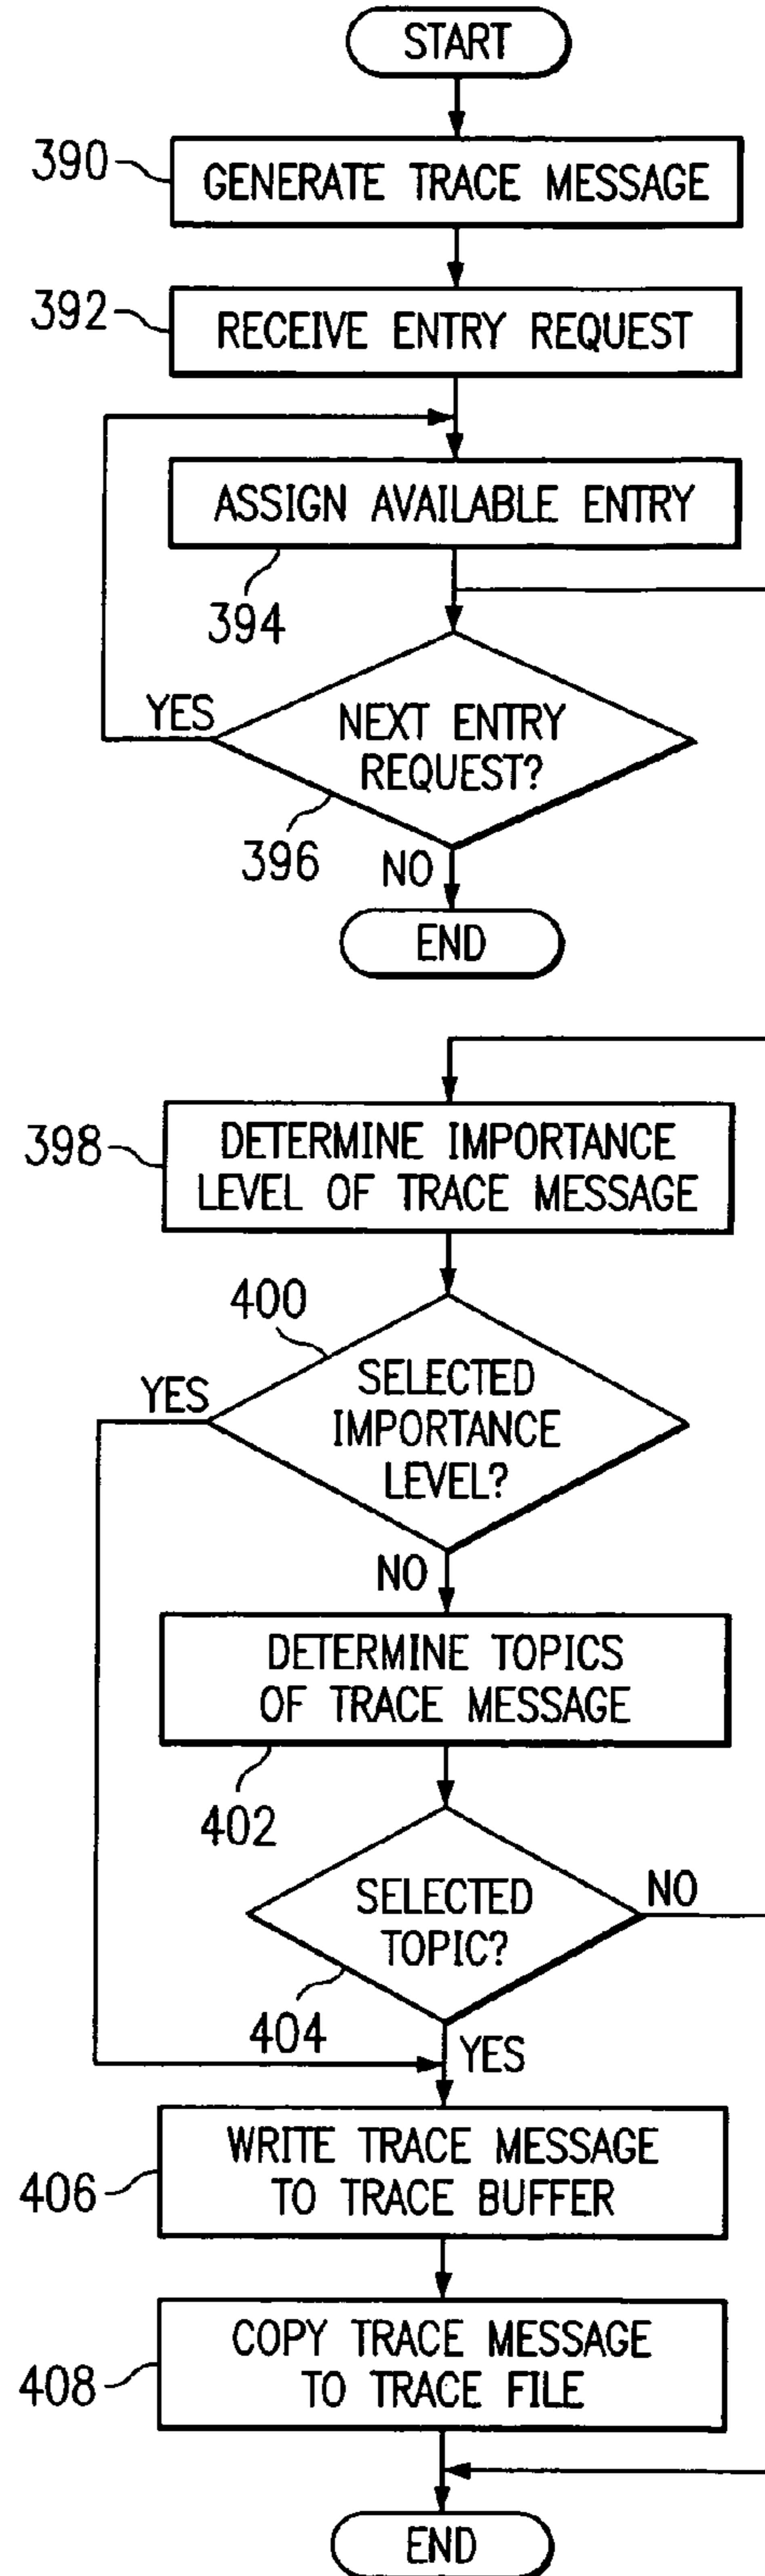 START
390
GENERATE TRACE MESSAGE
392
RECEIVE ENTRY REQUEST
ASSIGN AVAILABLE ENTRY
394
YES
NEXT ENTRY
REQUEST?
396
NO
END
398
DETERMINE IMPORTANCE
LEVEL OF TRACE MESSAGE
400
YES
SELECTED
IMPORTANCE
LEVEL?
NO
DETERMINE TOPICS
OF TRACE MESSAGE
402
SELECTED
TOPIC?
NO
404
YES
406
WRITE TRACE MESSAGE
TO TRACE BUFFER
408
COPY TRACE MESSAGE
TO TRACE FILE
END